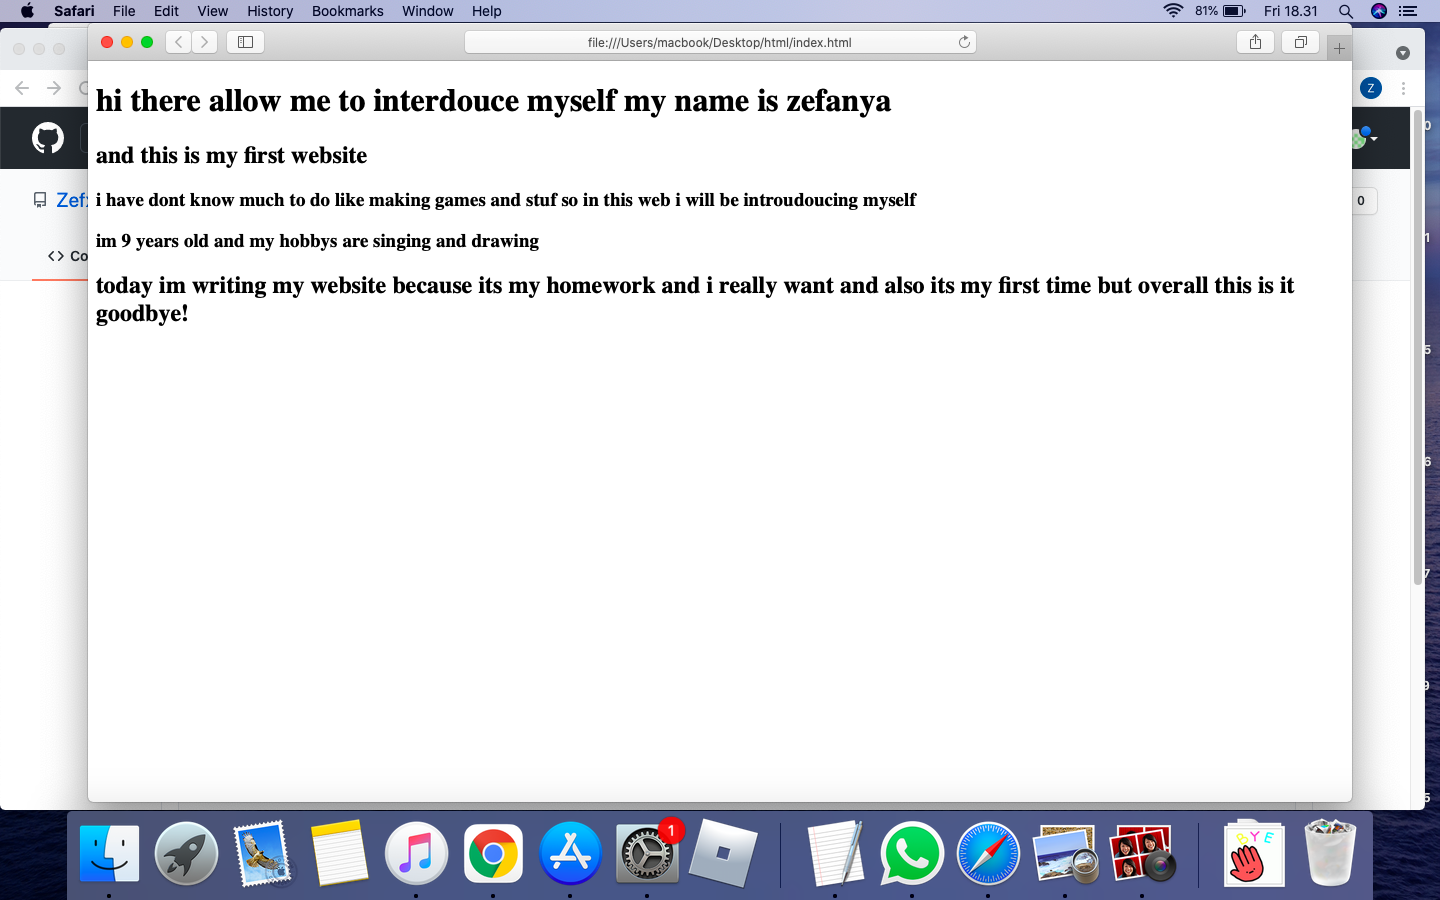 Safari File Edit View History Bookmarks Window Help 81% Fri 18.31
file:///Users/macbook/Desktop/html/index.html
Z
hi there allow me to interdouce myself my name is zefanya
and this is my first website
i have dont know much to do like making games and stuf so in this web i will be introudoucing myself
0
im 9 years old and my hobbys are singing and drawing
<> Co
today im writing my website because its my homework and i really want and also its my first time but overall this is it
goodbye!
1
BYE